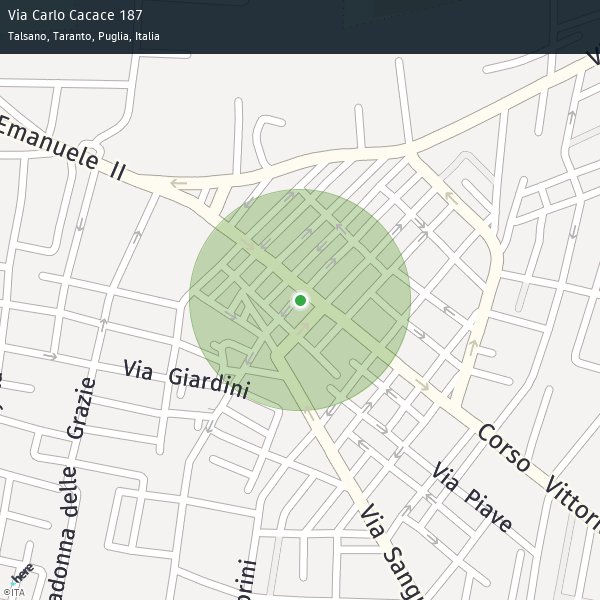 Via Carlo Cacace 187
Talsano, Taranto, Puglia, Italia
Emanuele II
Via Giardini
Corso Vittori
Via Piave
Via Sang
adonna delle Grazie
orini
here
©ITA